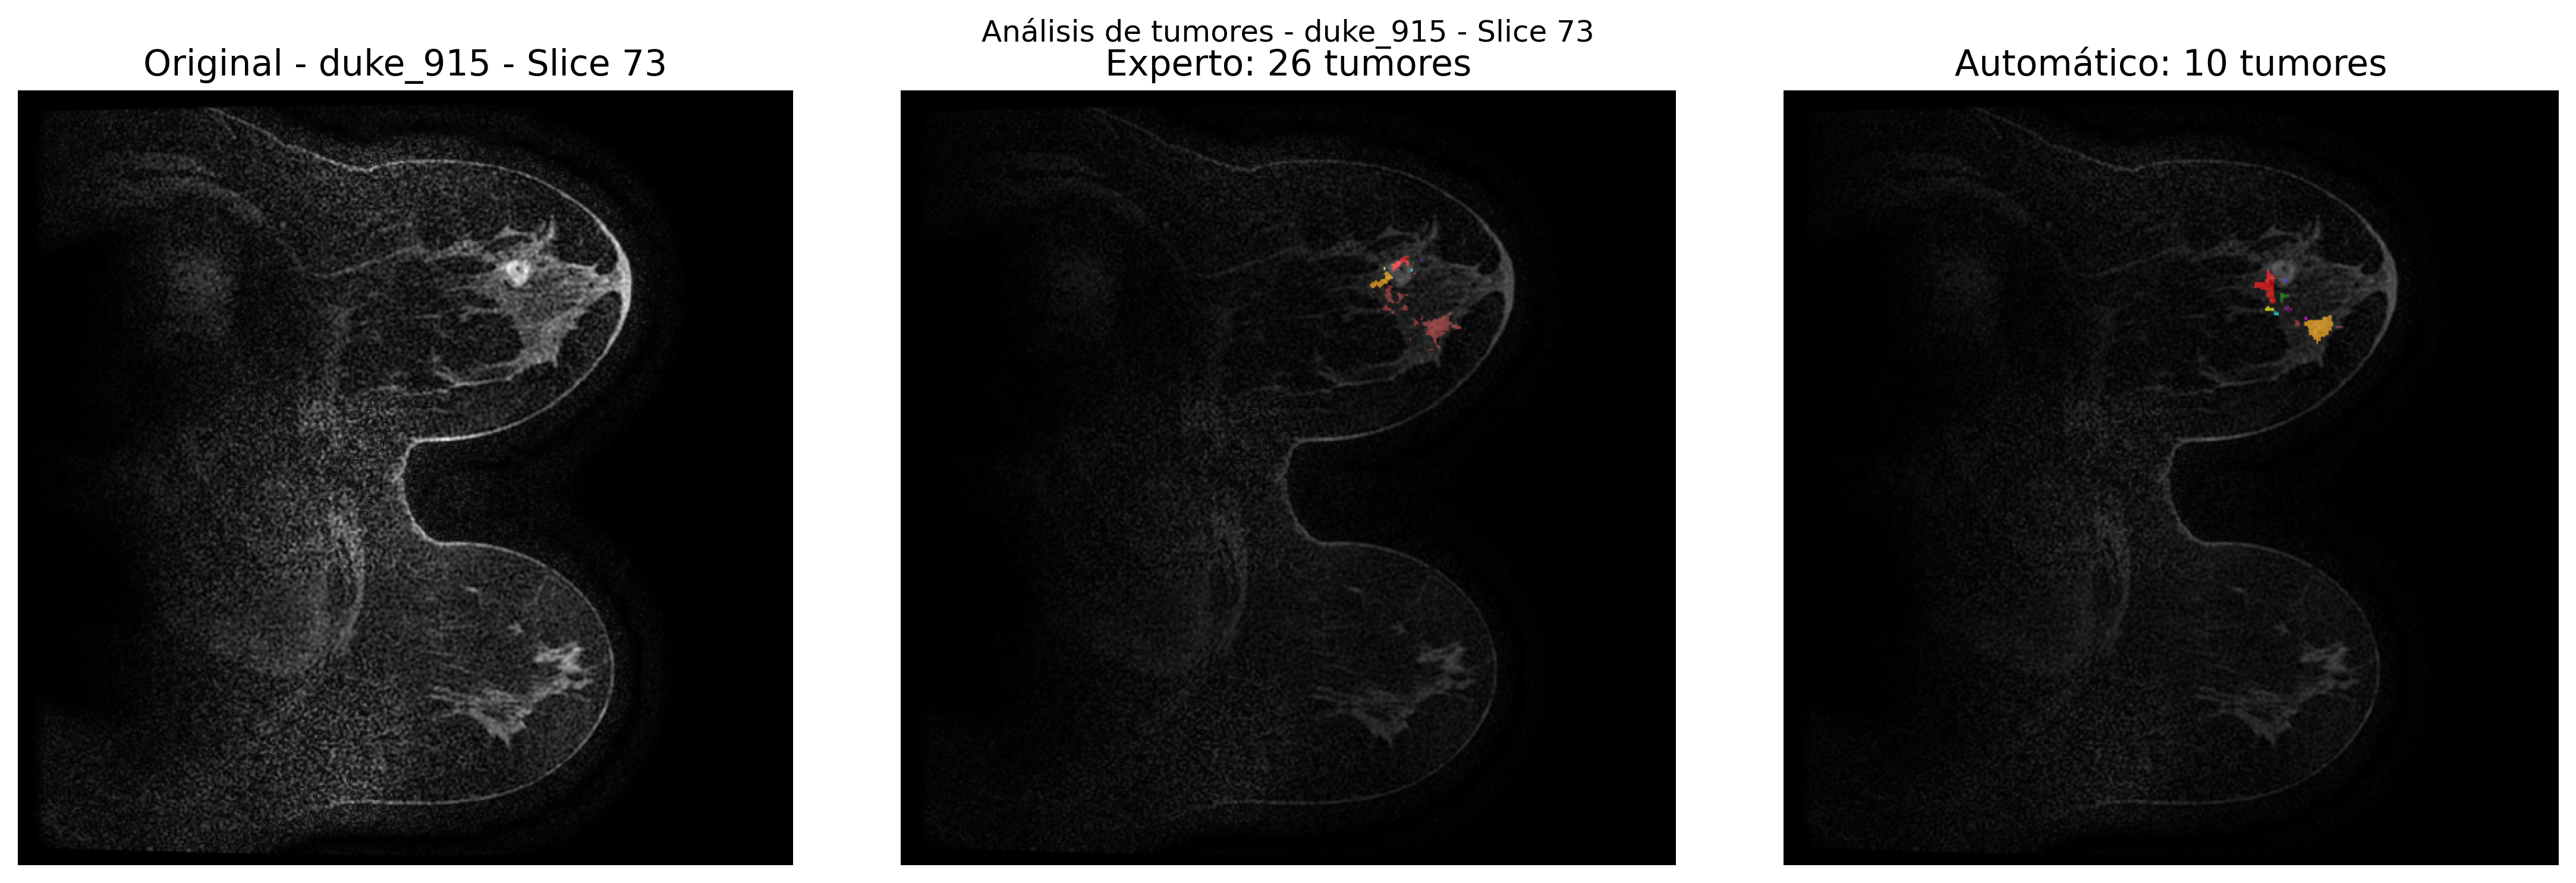 Análisis de tumores - duke_915 - Slice 73
Original - duke_915 - Slice 73
Experto: 26 tumores
Automático: 10 tumores